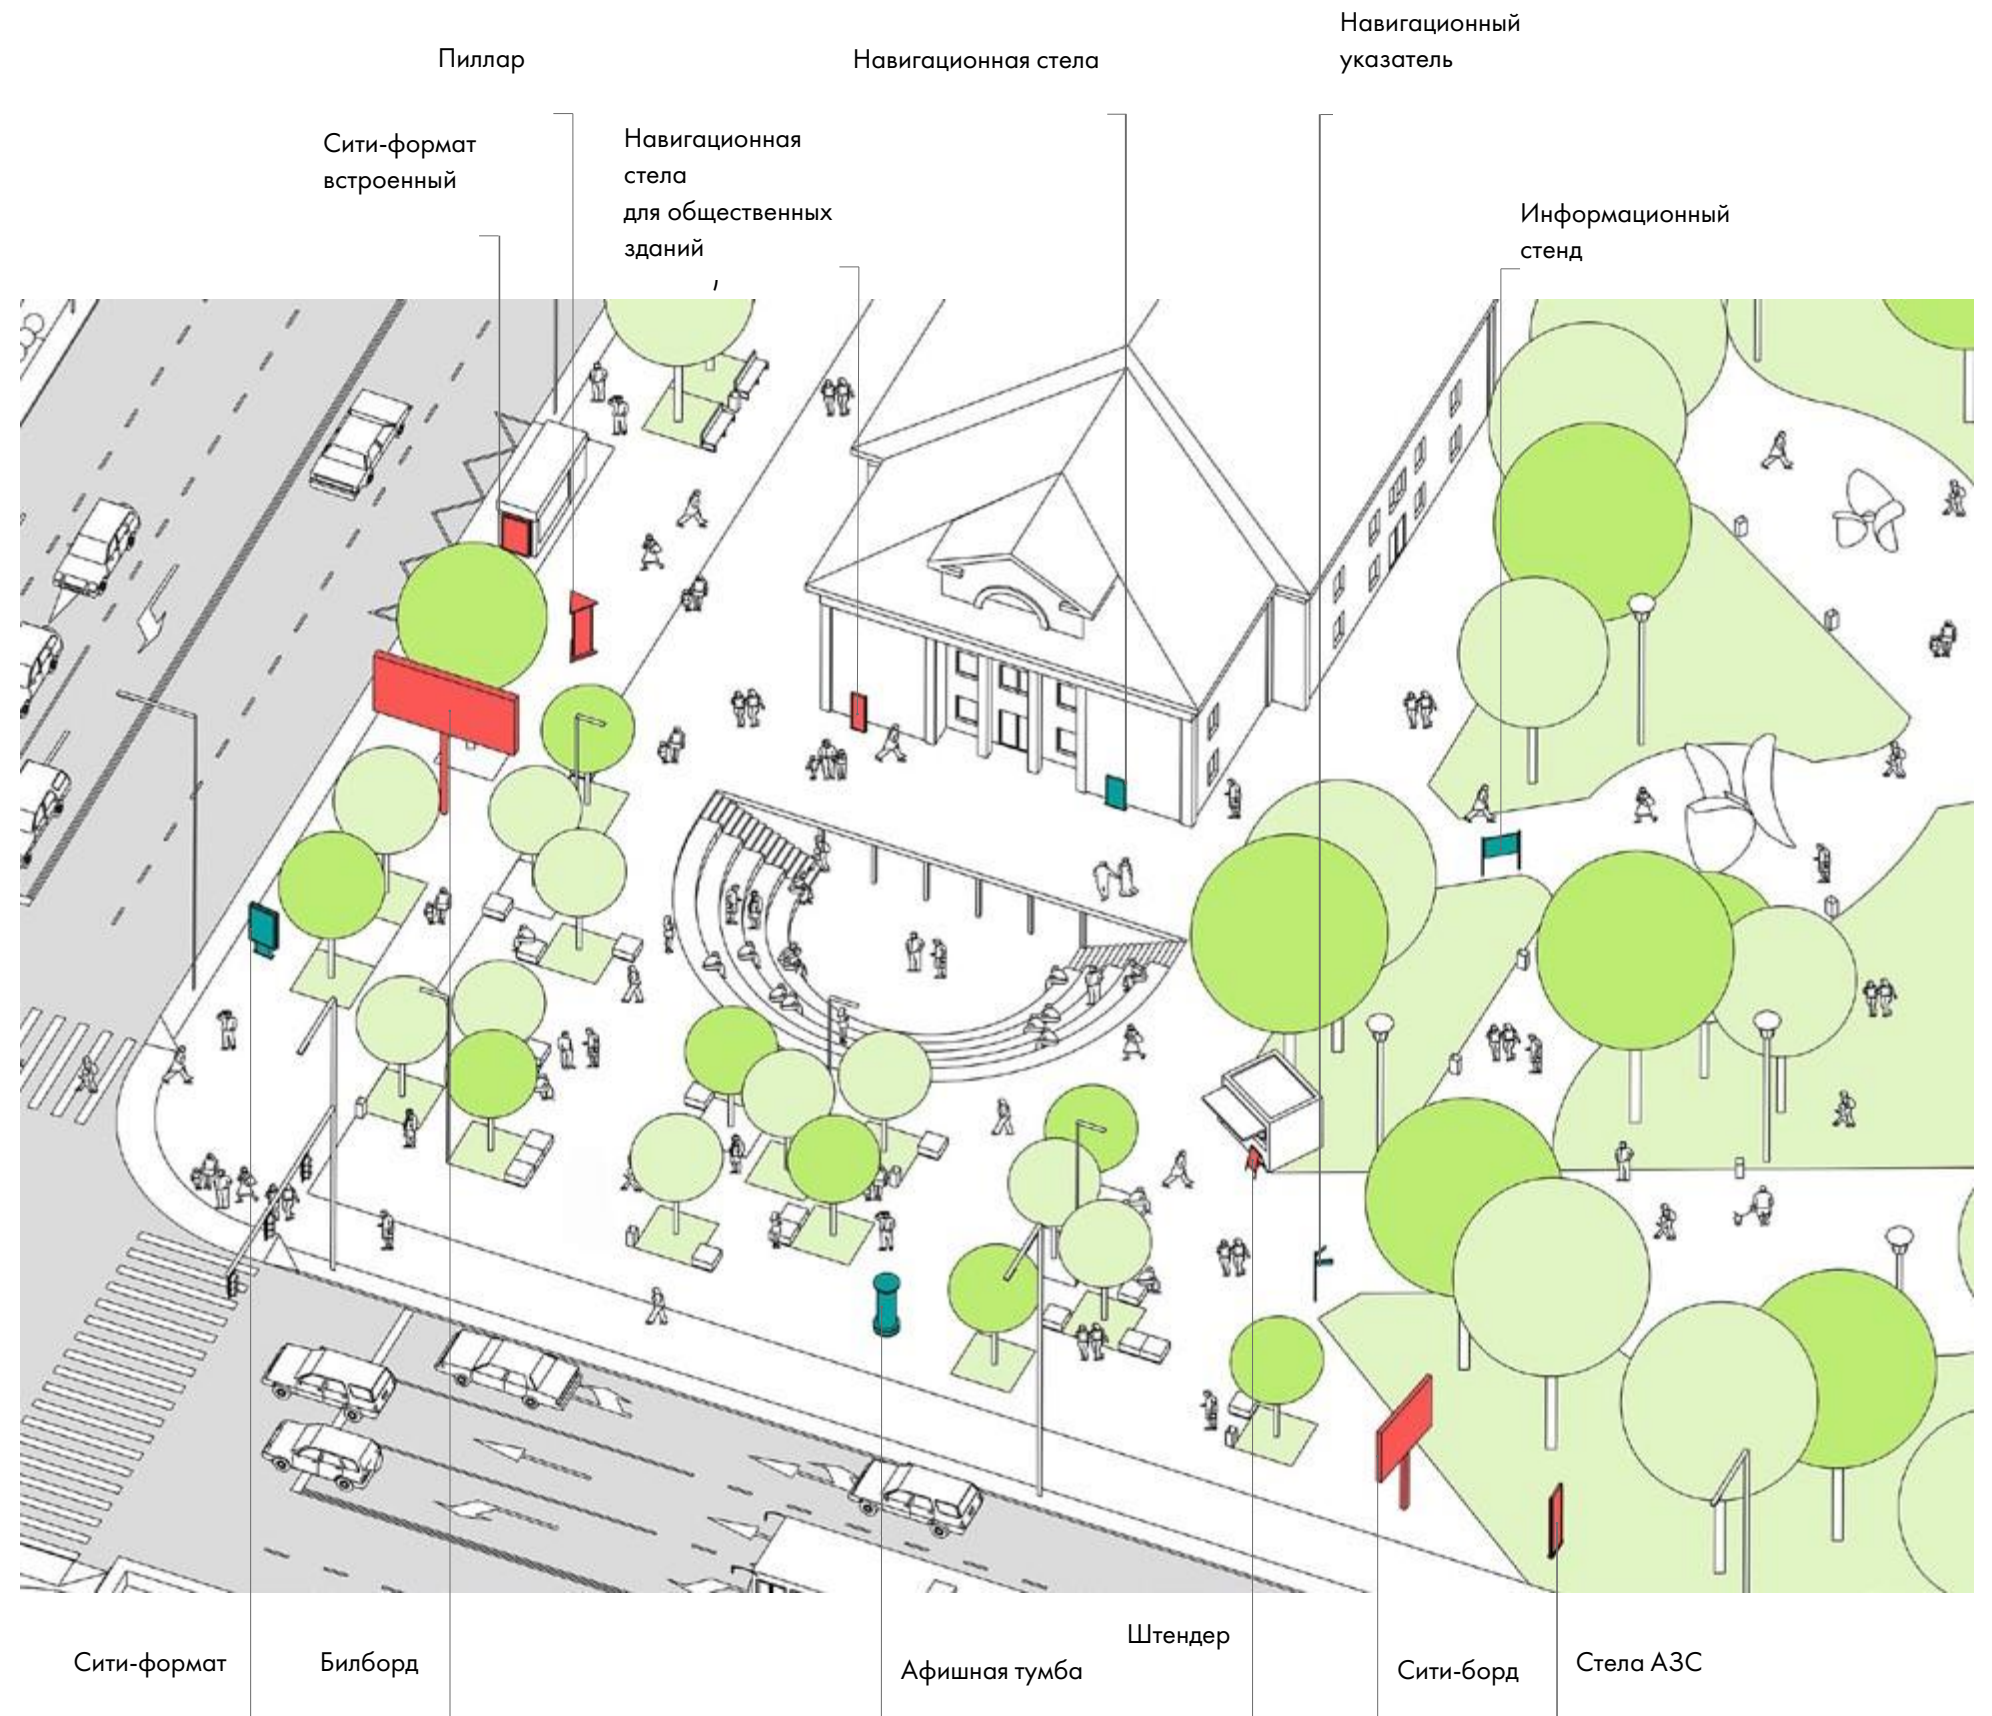 Навигационный
указатель
Пиллар
Навигационная стела
Сити-формат
встроенный
Навигационная
стела
для общественных
зданий
,
Информационный
стенд
Штендер
Сити-формат
Билборд
Афишная тумба
Сити-борд
Стела АЗС